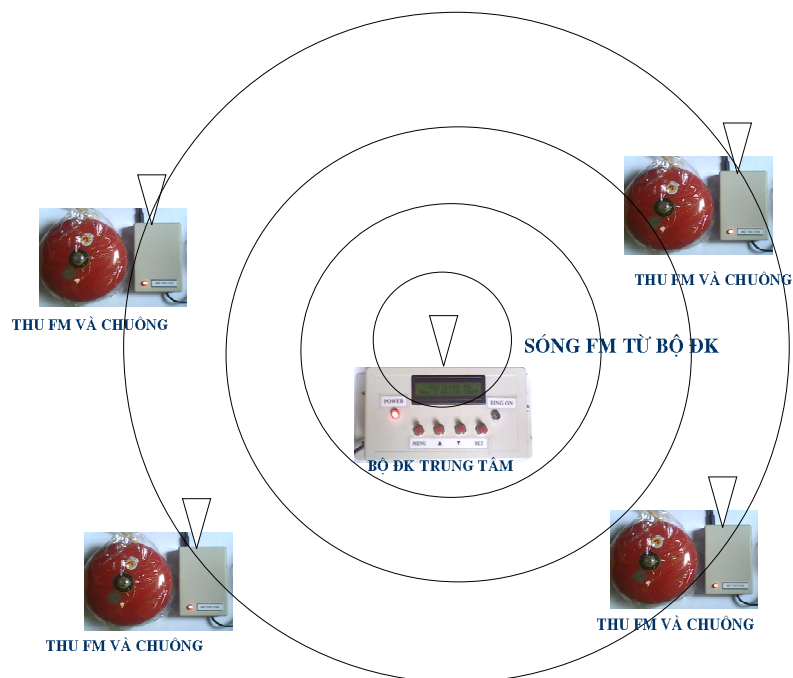 THU FM VÀ CHUÔNG
THU FM VÀ CHUÔNG
SÓNG FM TỪ BỘ ĐK
POWER
RING ON
MENU ▲ ▼ SET
BỘ ĐK TRUNG TÂM
THU FM VÀ CHUÔNG
THU FM VÀ CHUÔNG